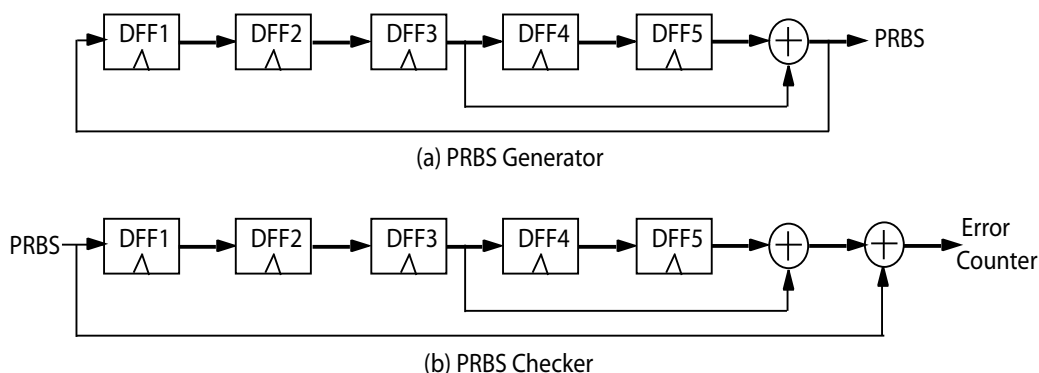 DFF1 DFF2 DFF3 DFF4 DFF5 + PRBS
(a) PRBS Generator
PRBS DFF1 DFF2 DFF3 DFF4 DFF5 + + Error
Counter
(b) PRBS Checker